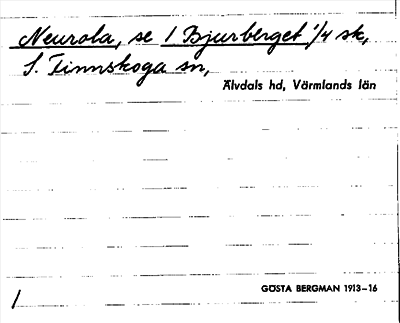 Neurola, se 1 Bjurberget 1/4 sk,
S. Finnskoga sn,
Älvdals hd, Värmlands län
GÖSTA BERGMAN 1913–16
1